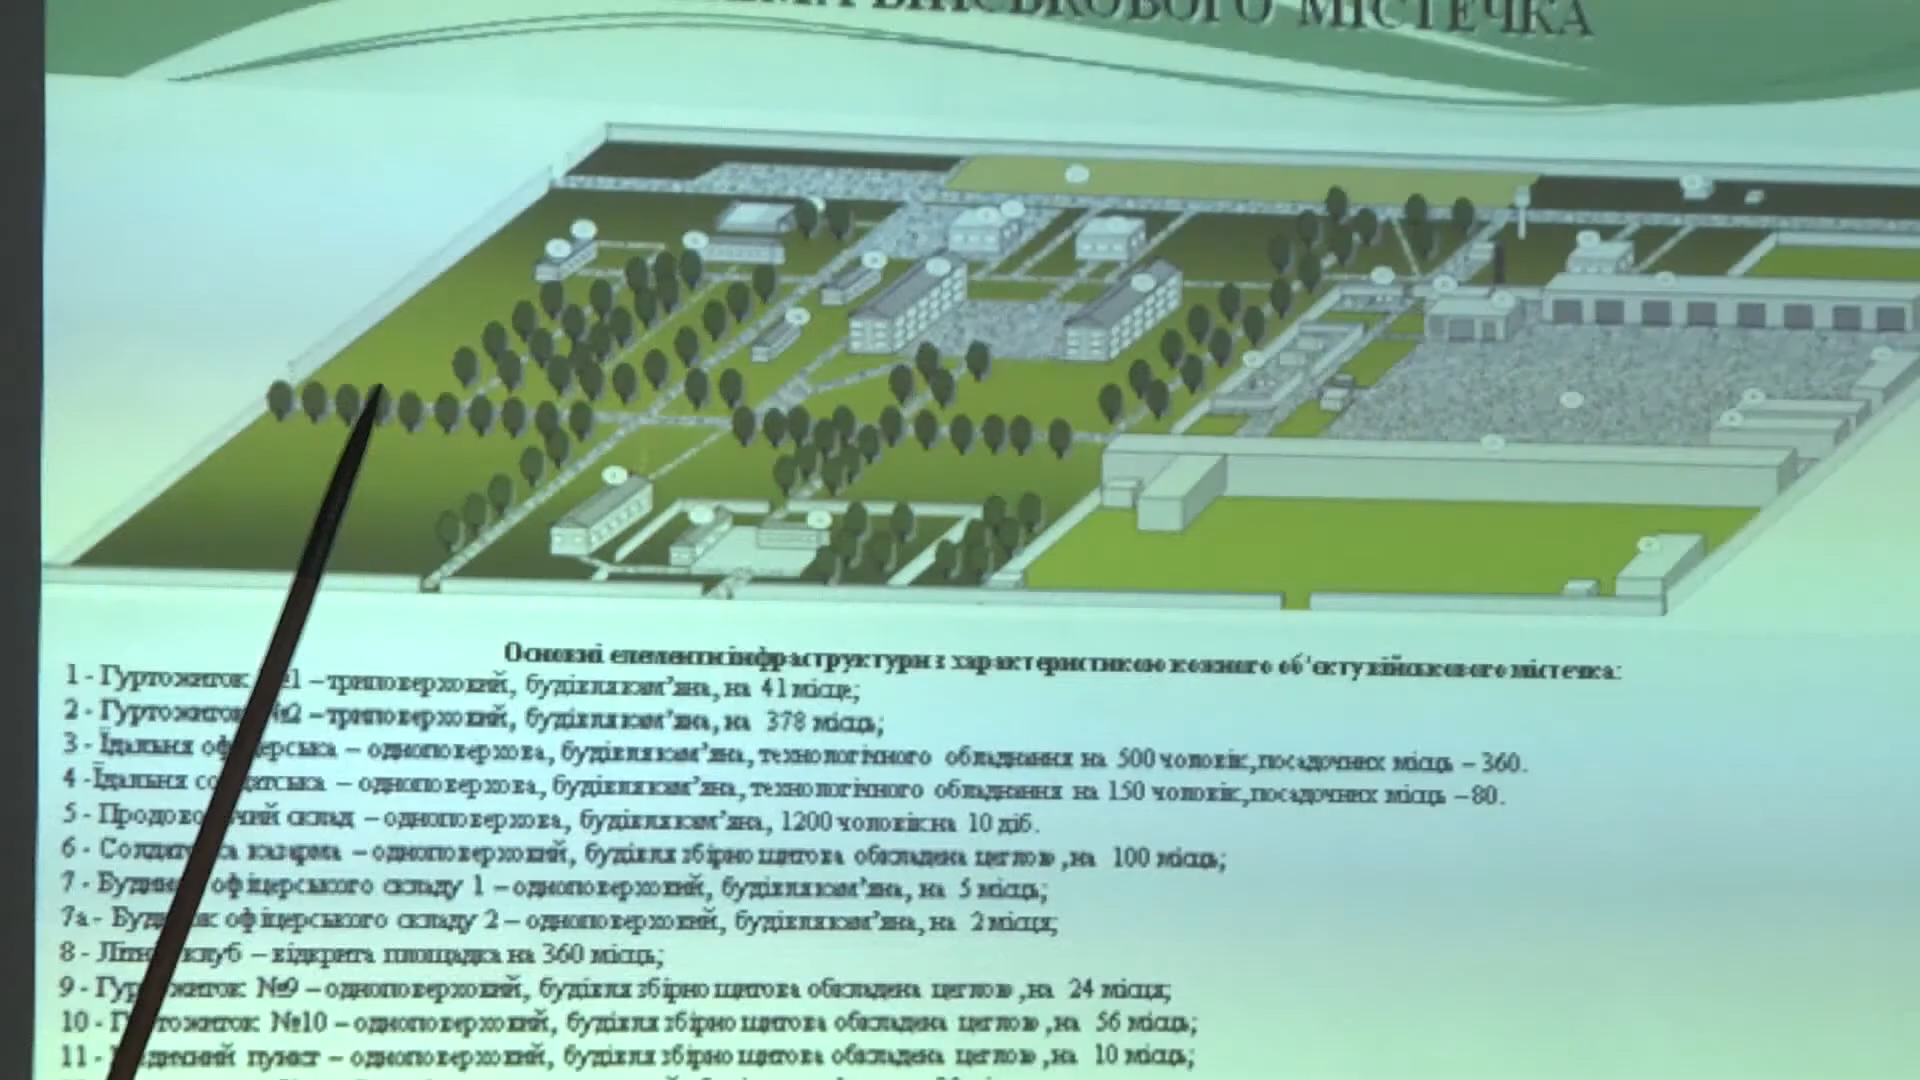 ВІЙСЬКОВОГО МІСТЕЧКА
Основні елементи інфраструктури з характеристикою кожного об'єкту військового містечка:
1 - Гуртожиток №1 – триповерховий, будівля кам'яна, на 41 місце;
2 - Гуртожиток №2 – триповерховий, будівля кам'яна, на 378 місць;
3 - Їдальня офіцерська – одноповерхова, будівля кам'яна, технологічного обладнання на 500 чоловік, посадочних місць – 360.
4 - Їдальня солдатська – одноповерхова, будівля кам'яна, технологічного обладнання на 150 чоловік, посадочних місць – 80.
5 - Продовольчий склад – одноповерхова, будівля кам'яна, 1200 чоловік на 10 діб.
6 - Солдатська казарма – одноповерховий, будівля збірно щитова обкладена цеглою, на 100 місць;
7 - Будинок офіцерського складу 1 – одноповерховий, будівля кам'яна, на 5 місць;
7а - Будинок офіцерського складу 2 – одноповерховий, будівля кам'яна, на 2 місця;
8 - Літній клуб – відкрита площадка на 360 місць;
9 - Гуртожиток №9 – одноповерховий, будівля збірно щитова обкладена цеглою, на 24 місця;
10 - Гуртожиток №10 – одноповерховий, будівля збірно щитова обкладена цеглою, на 56 місць;
11 - Медичний пункт – одноповерховий, будівля збірно щитова обкладена цеглою, на 10 місць;